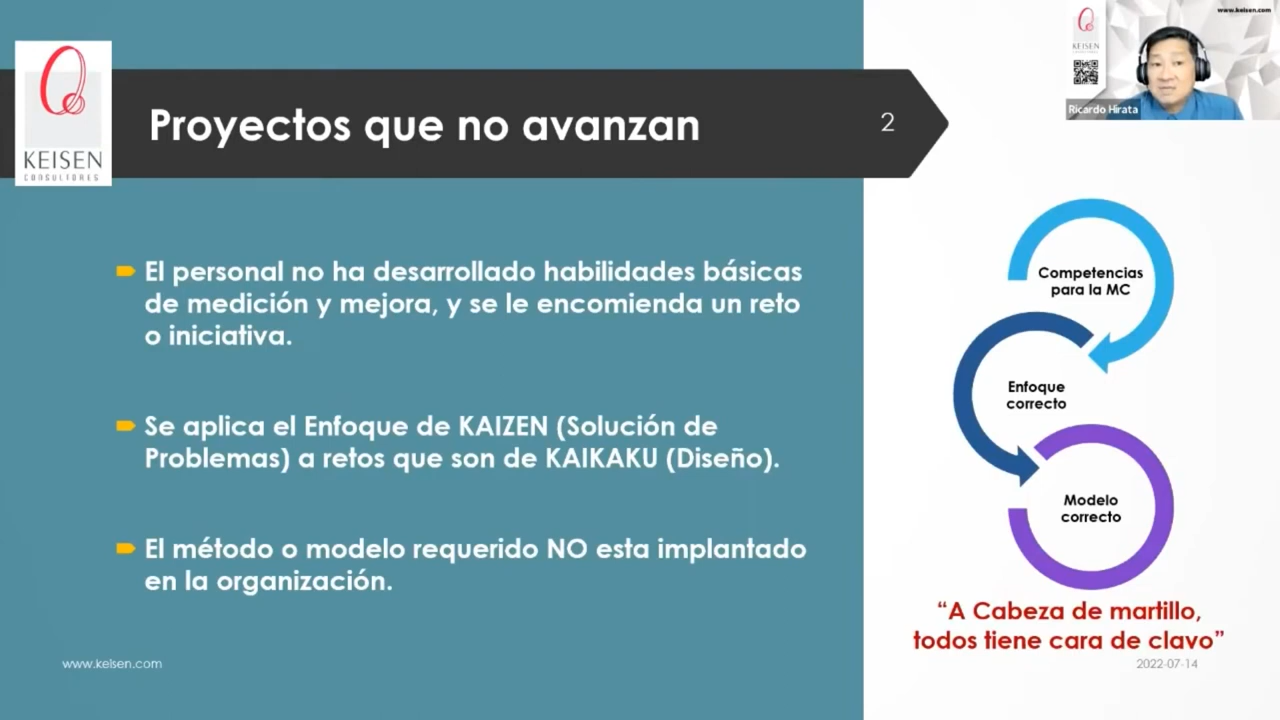 KEISEN
CONSULTORES
Proyectos que no avanzan
2
www.keisen.com
KEISEN
Ricardo Hirata
El personal no ha desarrollado habilidades básicas
de medición y mejora, y se le encomienda un reto
o iniciativa.
Se aplica el Enfoque de KAIZEN (Solución de
Problemas) a retos que son de KAIKAKU (Diseño).
El método o modelo requerido NO esta implantado
en la organización.
Competencias
para la MC
Enfoque
correcto
Modelo
correcto
“A Cabeza de martillo,
todos tiene cara de clavo”
www.keisen.com
2022-07-14